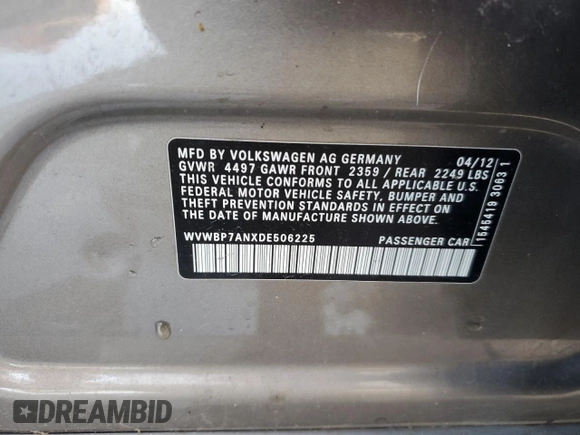 MFD BY VOLKSWAGEN AG GERMANY 04/12
GVWR 4497 GAWR FRONT 2359 / REAR 2249 LBS
THIS VEHICLE CONFORMS TO ALL APPLICABLE U.S.
FEDERAL MOTOR VEHICLE SAFETY, BUMPER AND
THEFT PREVENTION STANDARDS IN EFFECT ON
THE DATE OF MANUFACTURE SHOWN ABOVE.
WVWBP7ANXDE506225 PASSENGER CAR
1645419 3063 1
DREAMBID